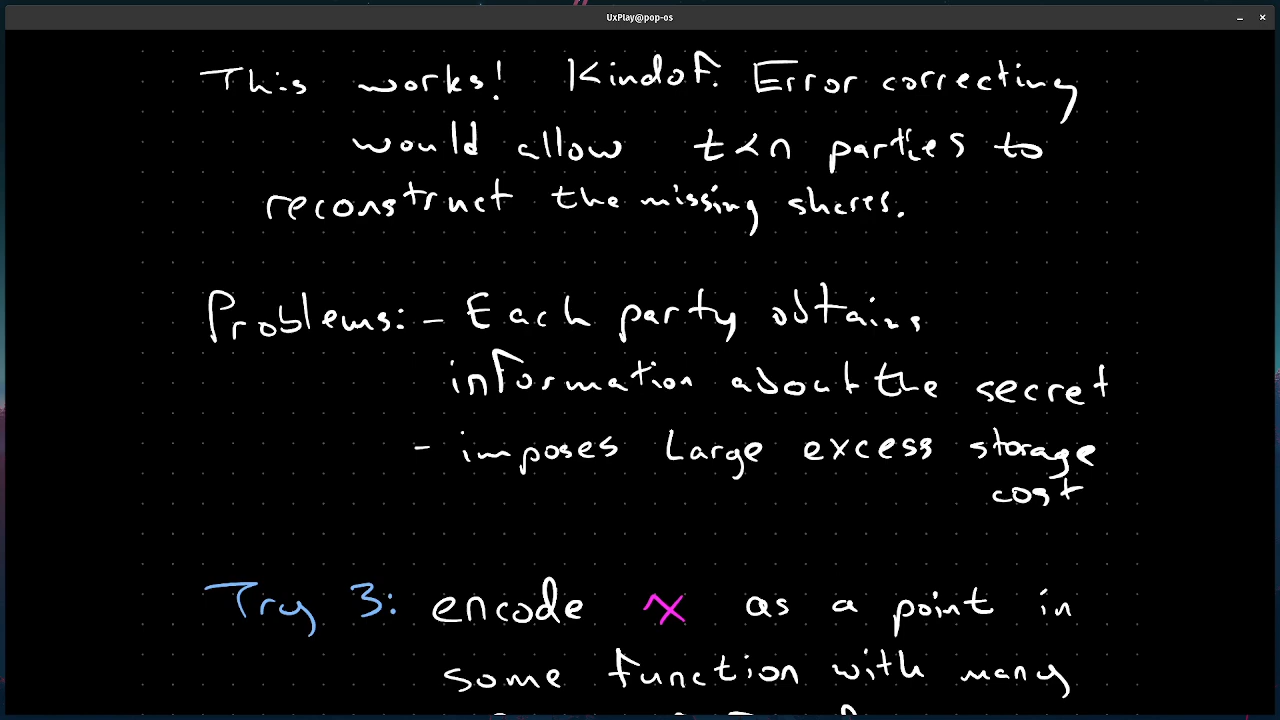 UxPlay@pop-os
This works! Kindof. Error correcting
would allow t<n parties to
reconstruct the missing shares.
Problems: - Each party obtains
information about the secret
- imposes Large excess storage
cost
Try 3: encode x as a point in
some function with many